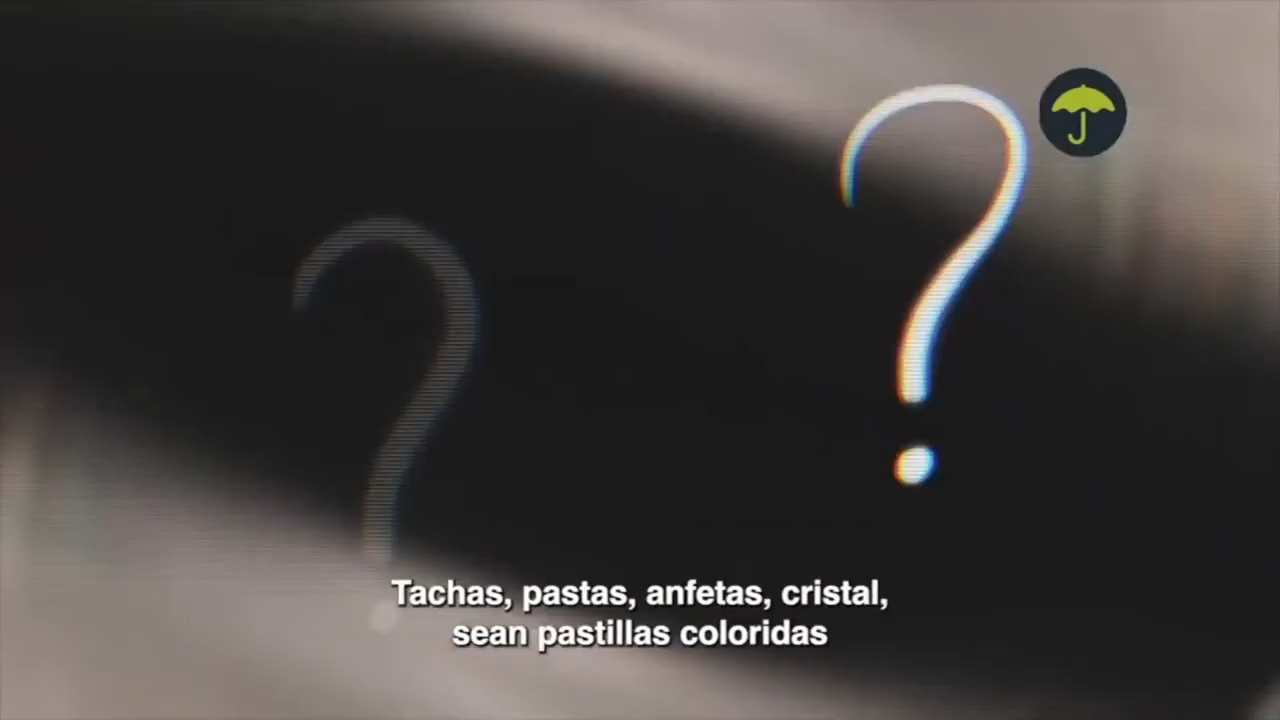 ?
?
Tachas, pastas, anfetas, cristal,
sean pastillas coloridas